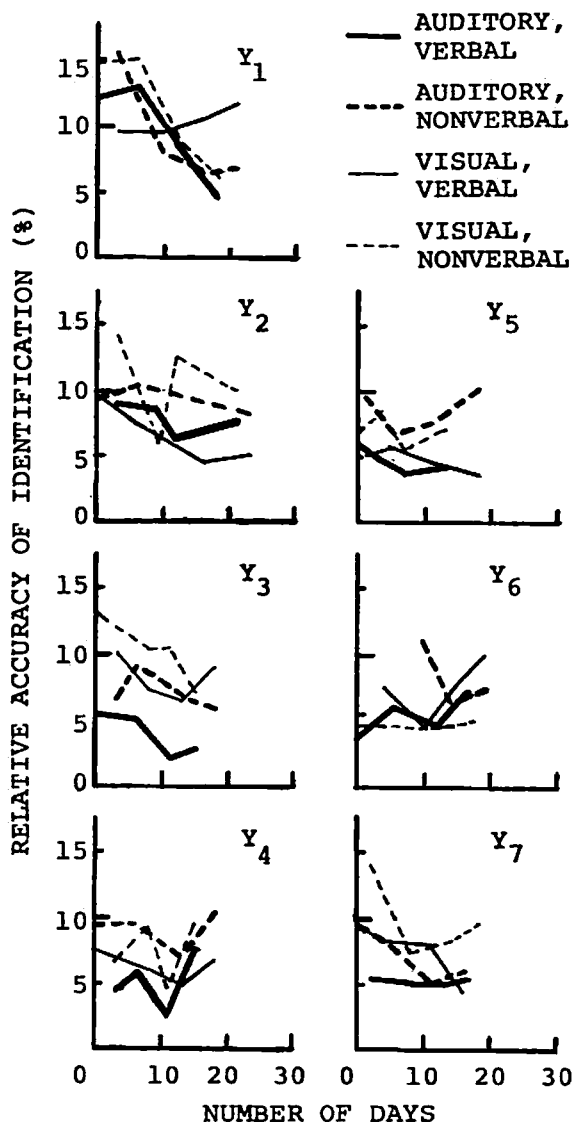 AUDITORY,
VERBAL
AUDITORY,
NONVERBAL
VISUAL,
VERBAL
VISUAL,
NONVERBAL
RELATIVE ACCURACY OF IDENTIFICATION (%)
Y1
15
10
5
0
Y2
15
10
5
0
Y5
Y3
15
10
5
0
Y6
Y4
15
10
5
0
Y7
0 10 20 30
0 10 20 30
NUMBER OF DAYS